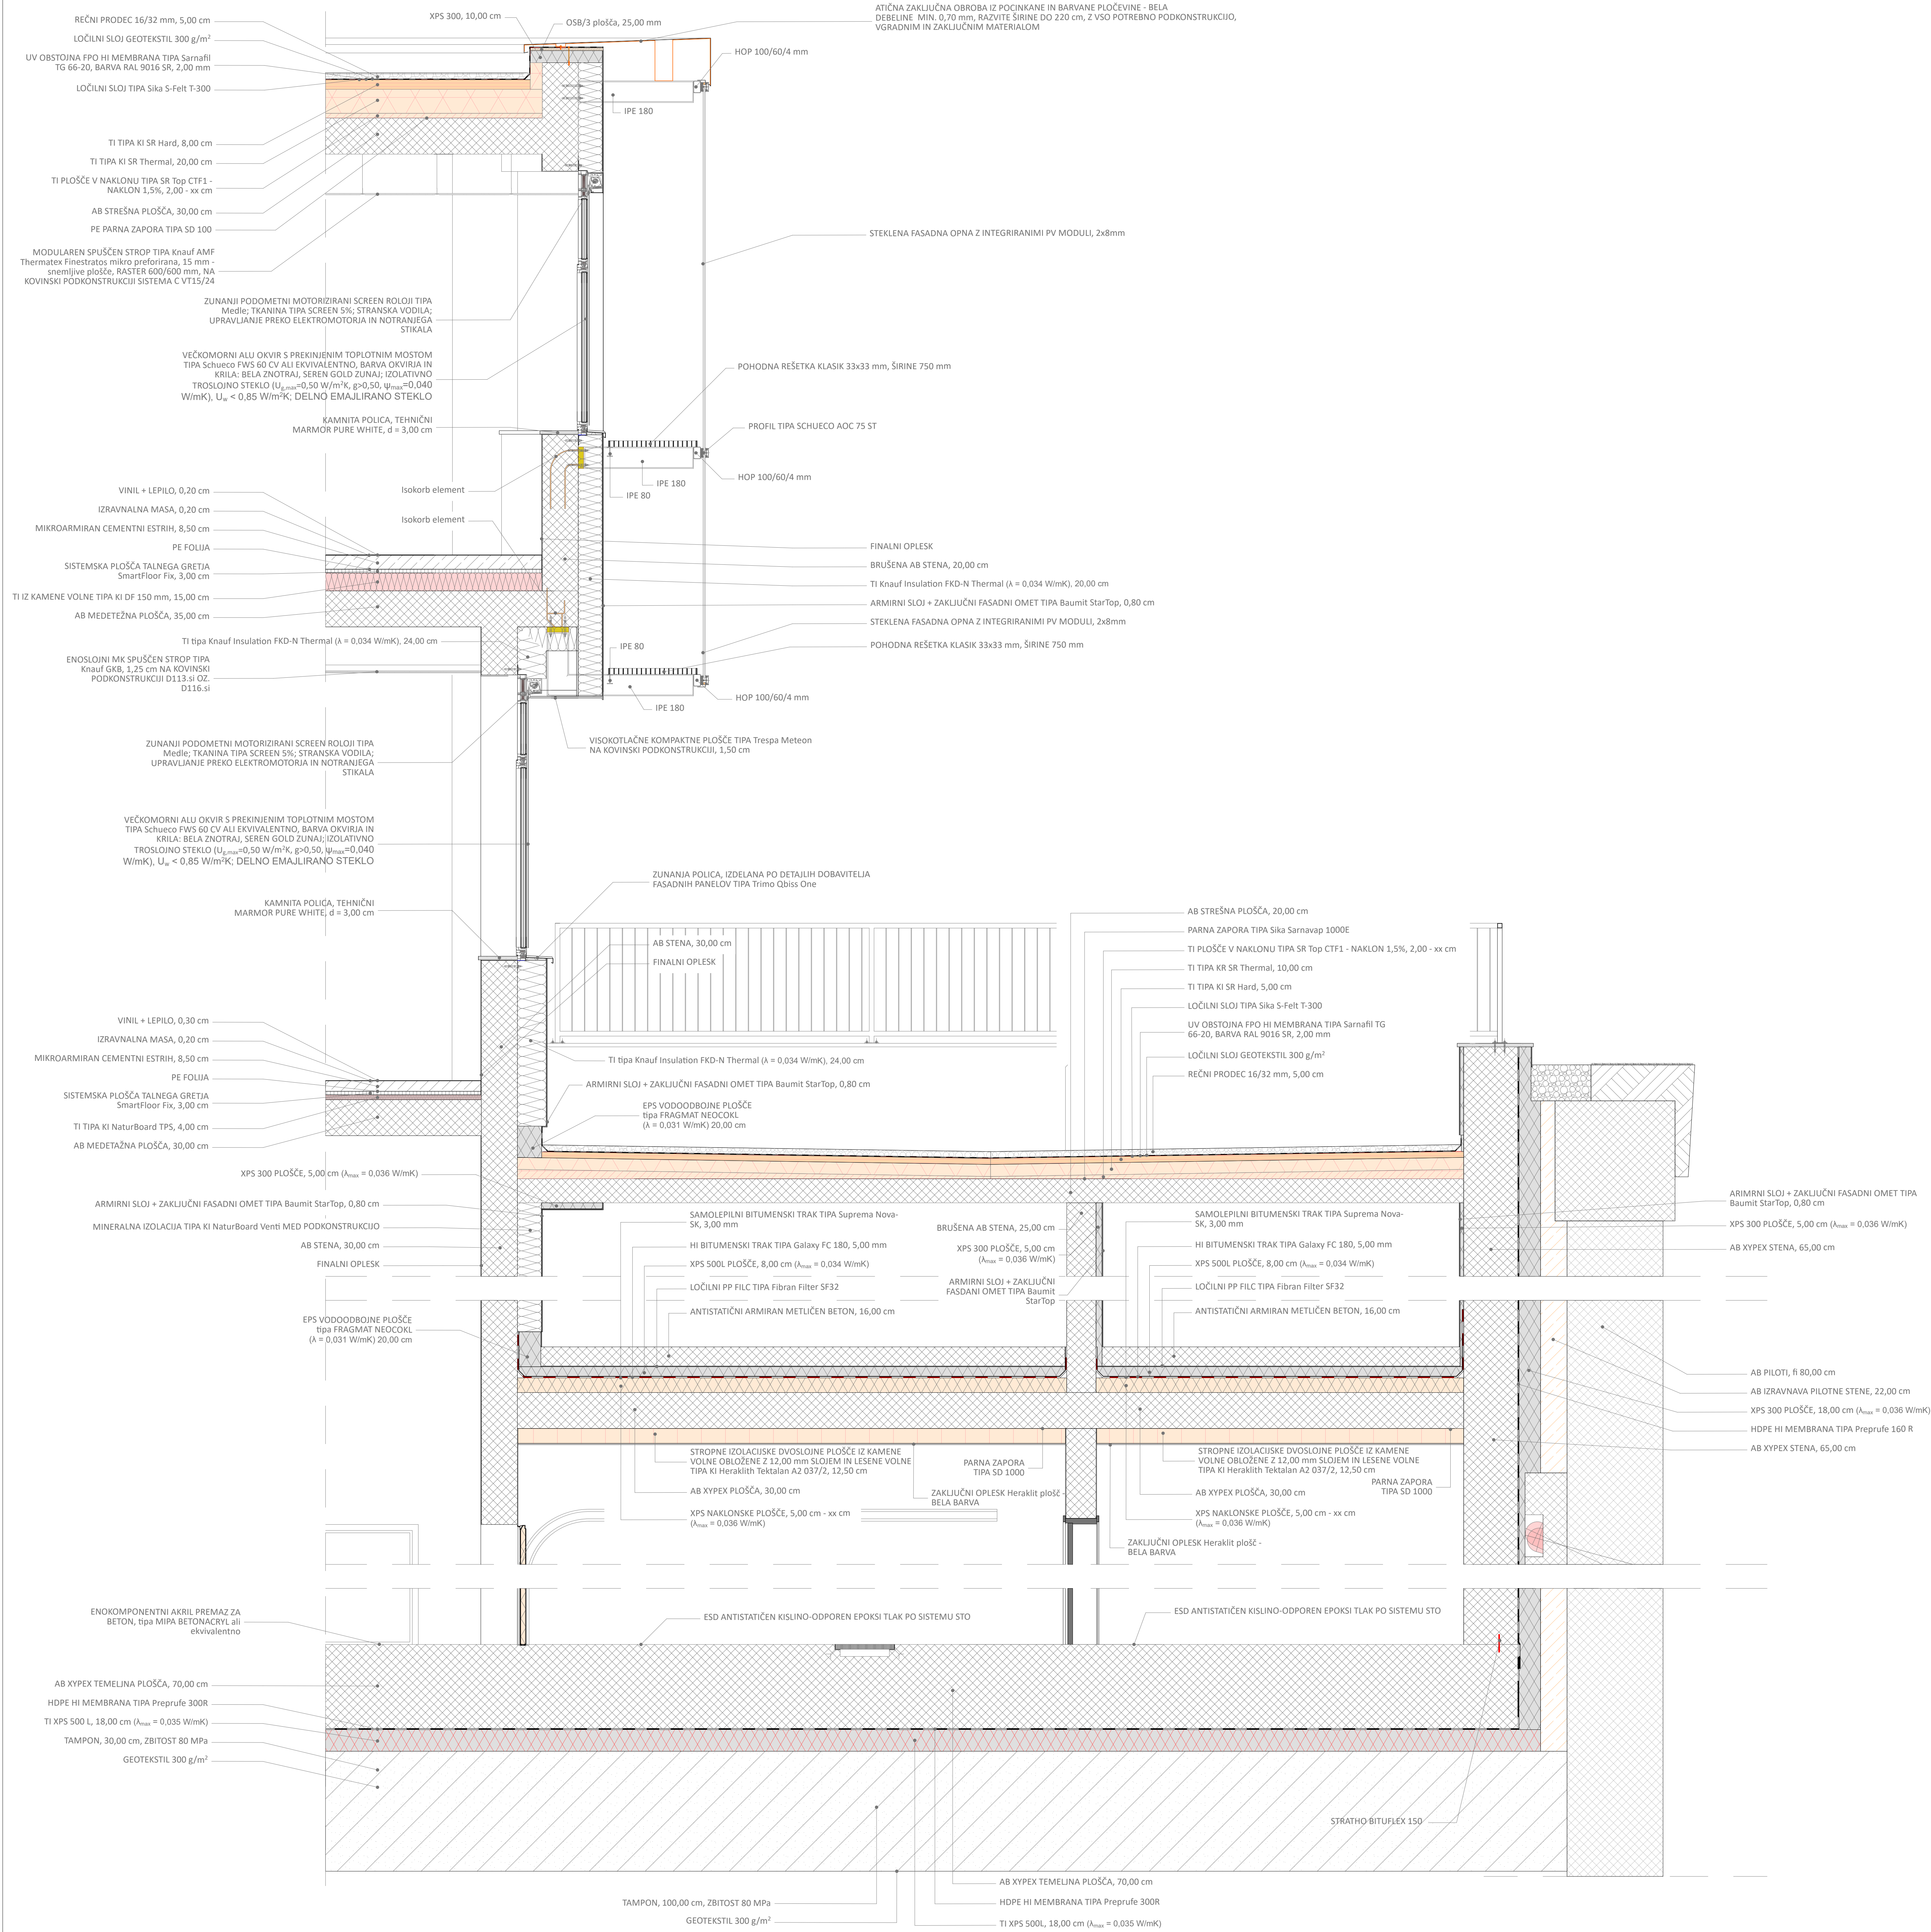 REČNI PRODEC 16/32 mm, 5,00 cm
LOČILNI SLOJ GEOTEKSTIL 300 g/m²
UV OBSTOJNA FPO HI MEMBRANA TIPA Sarnafil
TG 66-20, BARVA RAL 9016 SR, 2,00 mm
LOČILNI SLOJ TIPA Sika S-Felt T-300
TI TIPA KI SR Hard, 8,00 cm
TI TIPA KI SR Thermal, 20,00 cm
TI PLOŠČE V NAKLONU TIPA SR Top CTF1 -
NAKLON 1,5%, 2,00 - xx cm
AB STREŠNA PLOŠČA, 30,00 cm
PE PARNA ZAPORA TIPA SD 100
MODULAREN SPUŠČEN STROP TIPA Knauf AMF
Thermatex Finestratos mikro preforirana, 15 mm -
snemljive plošče, RASTER 600/600 mm, NA
KOVINSKI PODKONSTRUKCIJI SISTEMA C VT15/24
XPS 300, 10,00 cm
OSB/3 plošča, 25,00 mm
ATIČNA ZAKLJUČNA OBROBA IZ POCINKANE IN BARVANE PLOČEVINE - BELA
DEBELINE MIN. 0,70 mm, RAZVITE ŠIRINE DO 220 cm, Z VSO POTREBNO PODKONSTRUKCIJO,
VGRADNIM IN ZAKLJUČNIM MATERIALOM
HOP 100/60/4 mm
IPE 180
STEKLENA FASADNA OPNA Z INTEGRIRANIMI PV MODULI, 2x8mm
ZUNANJI PODOMETNI MOTORIZIRANI SCREEN ROLOJI TIPA
Medle; TKANINA TIPA SCREEN 5%; STRANSKA VODILA;
UPRAVLJANJE PREKO ELEKTROMOTORJA IN NOTRANJEGA
STIKALA
VEČKOMORNI ALU OKVIR S PREKINJENIM TOPLOTNIM MOSTOM
TIPA Schueco FWS 60 CV ALI EKVIVALENTNO, BARVA OKVIRJA IN
KRILA: BELA ZNOTRAJ, SEREN GOLD ZUNAJ; IZOLATIVNO
TROSLOJNO STEKLO (Ug,max=0,50 W/m²K, g>0,50, ψmax=0,040
W/mK), Uw < 0,85 W/m²K; DELNO EMAJLIRANO STEKLO
KAMNITA POLICA, TEHNIČNI
MARMOR PURE WHITE, d = 3,00 cm
POHODNA REŠETKA KLASIK 33x33 mm, ŠIRINE 750 mm
PROFIL TIPA SCHUECO AOC 75 ST
HOP 100/60/4 mm
IPE 180
IPE 80
Isokorb element
Isokorb element
VINIL + LEPILO, 0,20 cm
IZRAVNALNA MASA, 0,20 cm
MIKROARMIRAN CEMENTNI ESTRIH, 8,50 cm
PE FOLIJA
SISTEMSKA PLOŠČA TALNEGA GRETJA
SmartFloor Fix, 3,00 cm
TI IZ KAMENE VOLNE TIPA KI DF 150 mm, 15,00 cm
AB MEDETEŽNA PLOŠČA, 35,00 cm
TI tipa Knauf Insulation FKD-N Thermal (λ = 0,034 W/mK), 24,00 cm
ENOSLOJNI MK SPUŠČEN STROP TIPA
Knauf GKB, 1,25 cm NA KOVINSKI
PODKONSTRUKCIJI D113.si OZ.
D116.si
FINALNI OPLESK
BRUŠENA AB STENA, 20,00 cm
TI Knauf Insulation FKD-N Thermal (λ = 0,034 W/mK), 20,00 cm
ARMIRNI SLOJ + ZAKLJUČNI FASADNI OMET TIPA Baumit StarTop, 0,80 cm
STEKLENA FASADNA OPNA Z INTEGRIRANIMI PV MODULI, 2x8mm
POHODNA REŠETKA KLASIK 33x33 mm, ŠIRINE 750 mm
IPE 80
HOP 100/60/4 mm
IPE 180
VISOKOTLAČNE KOMPAKTNE PLOŠČE TIPA Trespa Meteon
NA KOVINSKI PODKONSTRUKCIJI, 1,50 cm
ZUNANJI PODOMETNI MOTORIZIRANI SCREEN ROLOJI TIPA
Medle; TKANINA TIPA SCREEN 5%; STRANSKA VODILA;
UPRAVLJANJE PREKO ELEKTROMOTORJA IN NOTRANJEGA
STIKALA
VEČKOMORNI ALU OKVIR S PREKINJENIM TOPLOTNIM MOSTOM
TIPA Schueco FWS 60 CV ALI EKVIVALENTNO, BARVA OKVIRJA IN
KRILA: BELA ZNOTRAJ, SEREN GOLD ZUNAJ; IZOLATIVNO
TROSLOJNO STEKLO (Ug,max=0,50 W/m²K, g>0,50, ψmax=0,040
W/mK), Uw < 0,85 W/m²K; DELNO EMAJLIRANO STEKLO
KAMNITA POLICA, TEHNIČNI
MARMOR PURE WHITE, d = 3,00 cm
ZUNANJA POLICA, IZDELANA PO DETAJLIH DOBAVITELJA
FASADNIH PANELOV TIPA Trimo Qbiss One
AB STENA, 30,00 cm
FINALNI OPLESK
AB STREŠNA PLOŠČA, 20,00 cm
PARNA ZAPORA TIPA Sika Sarnavap 1000E
TI PLOŠČE V NAKLONU TIPA SR Top CTF1 - NAKLON 1,5%, 2,00 - xx cm
TI TIPA KR SR Thermal, 10,00 cm
TI TIPA KI SR Hard, 5,00 cm
LOČILNI SLOJ TIPA Sika S-Felt T-300
UV OBSTOJNA FPO HI MEMBRANA TIPA Sarnafil TG
66-20, BARVA RAL 9016 SR, 2,00 mm
LOČILNI SLOJ GEOTEKSTIL 300 g/m²
REČNI PRODEC 16/32 mm, 5,00 cm
VINIL + LEPILO, 0,30 cm
IZRAVNALNA MASA, 0,20 cm
MIKROARMIRAN CEMENTNI ESTRIH, 8,50 cm
PE FOLIJA
SISTEMSKA PLOŠČA TALNEGA GRETJA
SmartFloor Fix, 3,00 cm
TI TIPA KI NaturBoard TPS, 4,00 cm
AB MEDETAŽNA PLOŠČA, 30,00 cm
TI tipa Knauf Insulation FKD-N Thermal (λ = 0,034 W/mK), 24,00 cm
ARMIRNI SLOJ + ZAKLJUČNI FASADNI OMET TIPA Baumit StarTop, 0,80 cm
EPS VODOODBOJNE PLOŠČE
tipa FRAGMAT NEOCOKL
(λ = 0,031 W/mK) 20,00 cm
XPS 300 PLOŠČE, 5,00 cm (λmax = 0,036 W/mK)
ARMIRNI SLOJ + ZAKLJUČNI FASADNI OMET TIPA Baumit StarTop, 0,80 cm
MINERALNA IZOLACIJA TIPA KI NaturBoard Venti MED PODKONSTRUKCIJO
AB STENA, 30,00 cm
FINALNI OPLESK
EPS VODOODBOJNE PLOŠČE
tipa FRAGMAT NEOCOKL
(λ = 0,031 W/mK) 20,00 cm
SAMOLEPILNI BITUMENSKI TRAK TIPA Suprema Nova-
SK, 3,00 mm
HI BITUMENSKI TRAK TIPA Galaxy FC 180, 5,00 mm
XPS 500L PLOŠČE, 8,00 cm (λmax = 0,034 W/mK)
LOČILNI PP FILC TIPA Fibran Filter SF32
ANTISTATIČNI ARMIRAN METLIČEN BETON, 16,00 cm
BRUŠENA AB STENA, 25,00 cm
XPS 300 PLOŠČE, 5,00 cm
(λmax = 0,036 W/mK)
ARMIRNI SLOJ + ZAKLJUČNI
FASDANI OMET TIPA Baumit
StarTop
SAMOLEPILNI BITUMENSKI TRAK TIPA Suprema Nova-
SK, 3,00 mm
HI BITUMENSKI TRAK TIPA Galaxy FC 180, 5,00 mm
XPS 500L PLOŠČE, 8,00 cm (λmax = 0,034 W/mK)
LOČILNI PP FILC TIPA Fibran Filter SF32
ANTISTATIČNI ARMIRAN METLIČEN BETON, 16,00 cm
ARIMRNI SLOJ + ZAKLJUČNI FASADNI OMET TIPA
Baumit StarTop, 0,80 cm
XPS 300 PLOŠČE, 5,00 cm (λmax = 0,036 W/mK)
AB XYPEX STENA, 65,00 cm
AB PILOTI, fi 80,00 cm
AB IZRAVNAVA PILOTNE STENE, 22,00 cm
XPS 300 PLOŠČE, 18,00 cm (λmax = 0,036 W/mK)
HDPE HI MEMBRANA TIPA Preprufe 160 R
AB XYPEX STENA, 65,00 cm
STROPNE IZOLACIJSKE DVOSLOJNE PLOŠČE IZ KAMENE
VOLNE OBLOŽENE Z 12,00 mm SLOJEM IN LESENE VOLNE
TIPA KI Heraklith Tektalan A2 037/2, 12,50 cm
AB XYPEX PLOŠČA, 30,00 cm
XPS NAKLONSKE PLOŠČE, 5,00 cm - xx cm
(λmax = 0,036 W/mK)
PARNA ZAPORA
TIPA SD 1000
ZAKLJUČNI OPLESK Heraklit plošč -
BELA BARVA
STROPNE IZOLACIJSKE DVOSLOJNE PLOŠČE IZ KAMENE
VOLNE OBLOŽENE Z 12,00 mm SLOJEM IN LESENE VOLNE
TIPA KI Heraklith Tektalan A2 037/2, 12,50 cm
PARNA ZAPORA
TIPA SD 1000
AB XYPEX PLOŠČA, 30,00 cm
XPS NAKLONSKE PLOŠČE, 5,00 cm - xx cm
(λmax = 0,036 W/mK)
ZAKLJUČNI OPLESK Heraklit plošč -
BELA BARVA
ENOKOMPONENTNI AKRIL PREMAZ ZA
BETON, tipa MIPA BETONACRYL ali
ekvivalentno
ESD ANTISTATIČEN KISLINO-ODPOREN EPOKSI TLAK PO SISTEMU STO
ESD ANTISTATIČEN KISLINO-ODPOREN EPOKSI TLAK PO SISTEMU STO
AB XYPEX TEMELJNA PLOŠČA, 70,00 cm
HDPE HI MEMBRANA TIPA Preprufe 300R
TI XPS 500 L, 18,00 cm (λmax = 0,035 W/mK)
TAMPON, 30,00 cm, ZBITOST 80 MPa
GEOTEKSTIL 300 g/m²
STRATHO BITUFLEX 150
AB XYPEX TEMELJNA PLOŠČA, 70,00 cm
TAMPON, 100,00 cm, ZBITOST 80 MPa
HDPE HI MEMBRANA TIPA Preprufe 300R
GEOTEKSTIL 300 g/m²
TI XPS 500L, 18,00 cm (λmax = 0,035 W/mK)